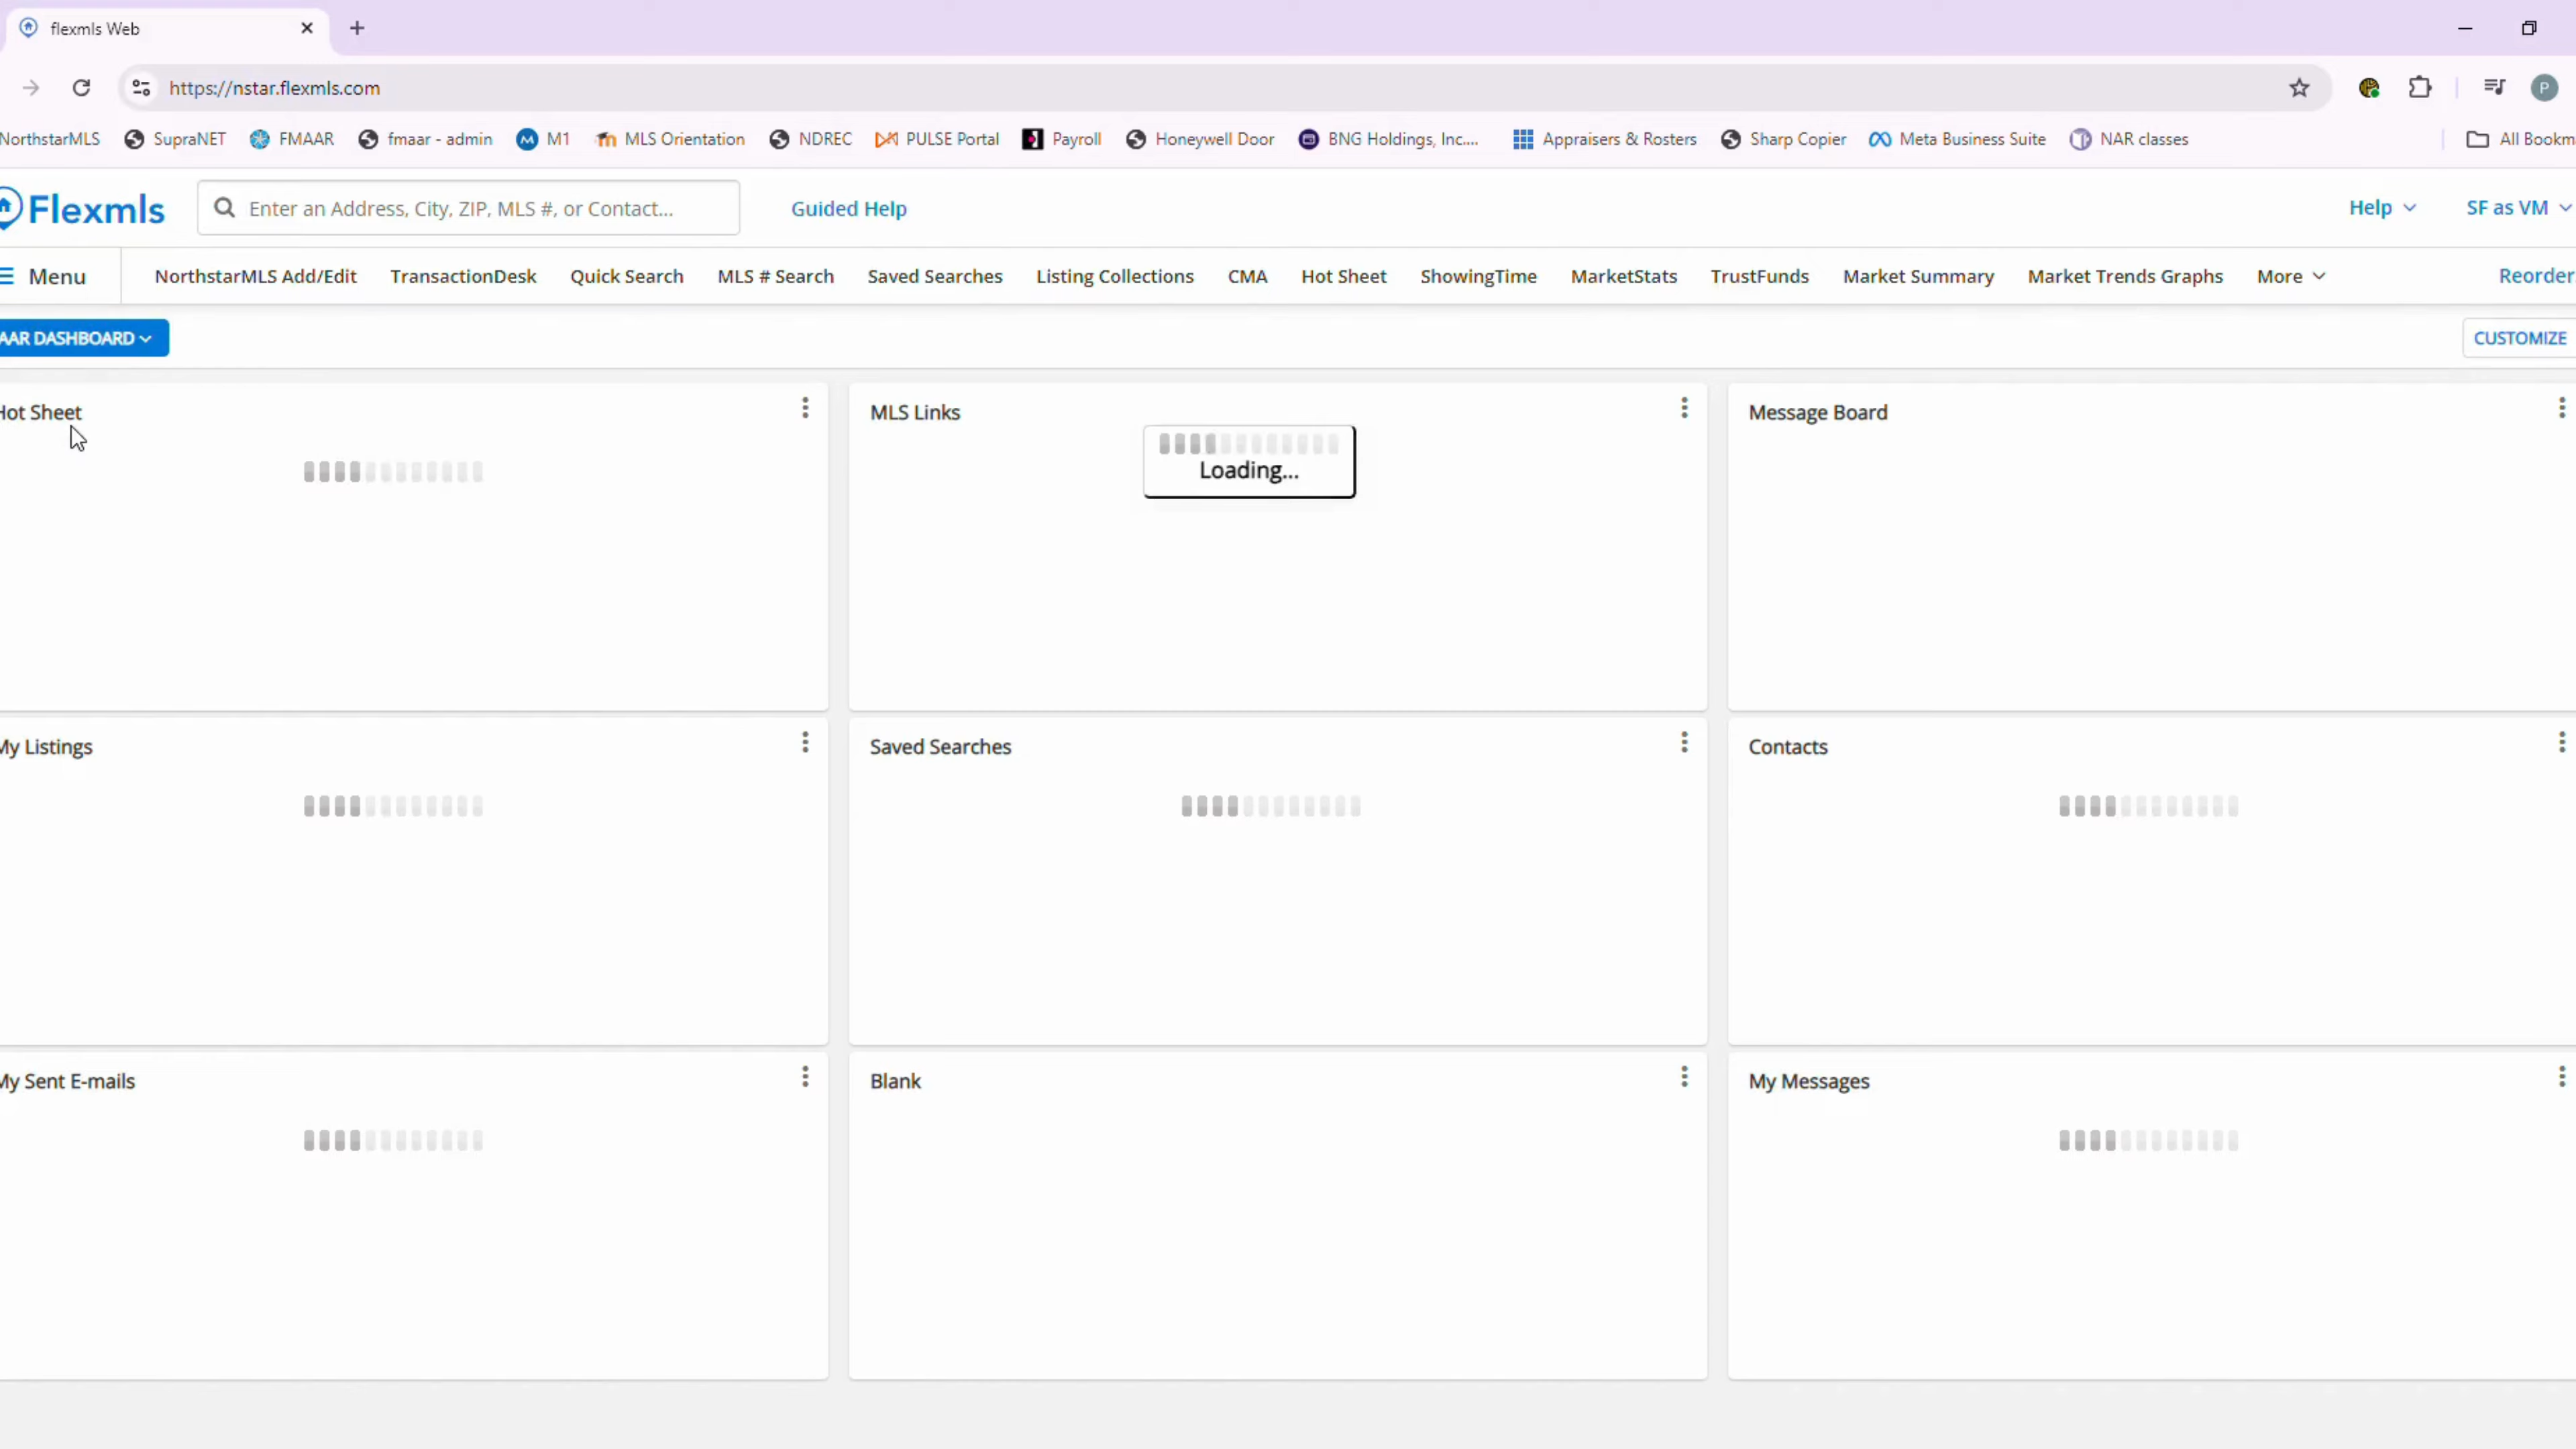 flexmls Web
https://nstar.flexmls.com
NorthstarMLS SupraNET FMAAR fmaar - admin M1 MLS Orientation NDREC PULSE Portal Payroll Honeywell Door BNG Holdings, Inc.... Appraisers & Rosters Sharp Copier Meta Business Suite NAR classes All Bookm
Flexmls Enter an Address, City, ZIP, MLS #, or Contact... Guided Help Help SF as VM
Menu NorthstarMLS Add/Edit TransactionDesk Quick Search MLS # Search Saved Searches Listing Collections CMA Hot Sheet ShowingTime MarketStats TrustFunds Market Summary Market Trends Graphs More Reorder
AAR DASHBOARD CUSTOMIZE
Hot Sheet MLS Links Message Board
Loading...
My Listings Saved Searches Contacts
My Sent E-mails Blank My Messages